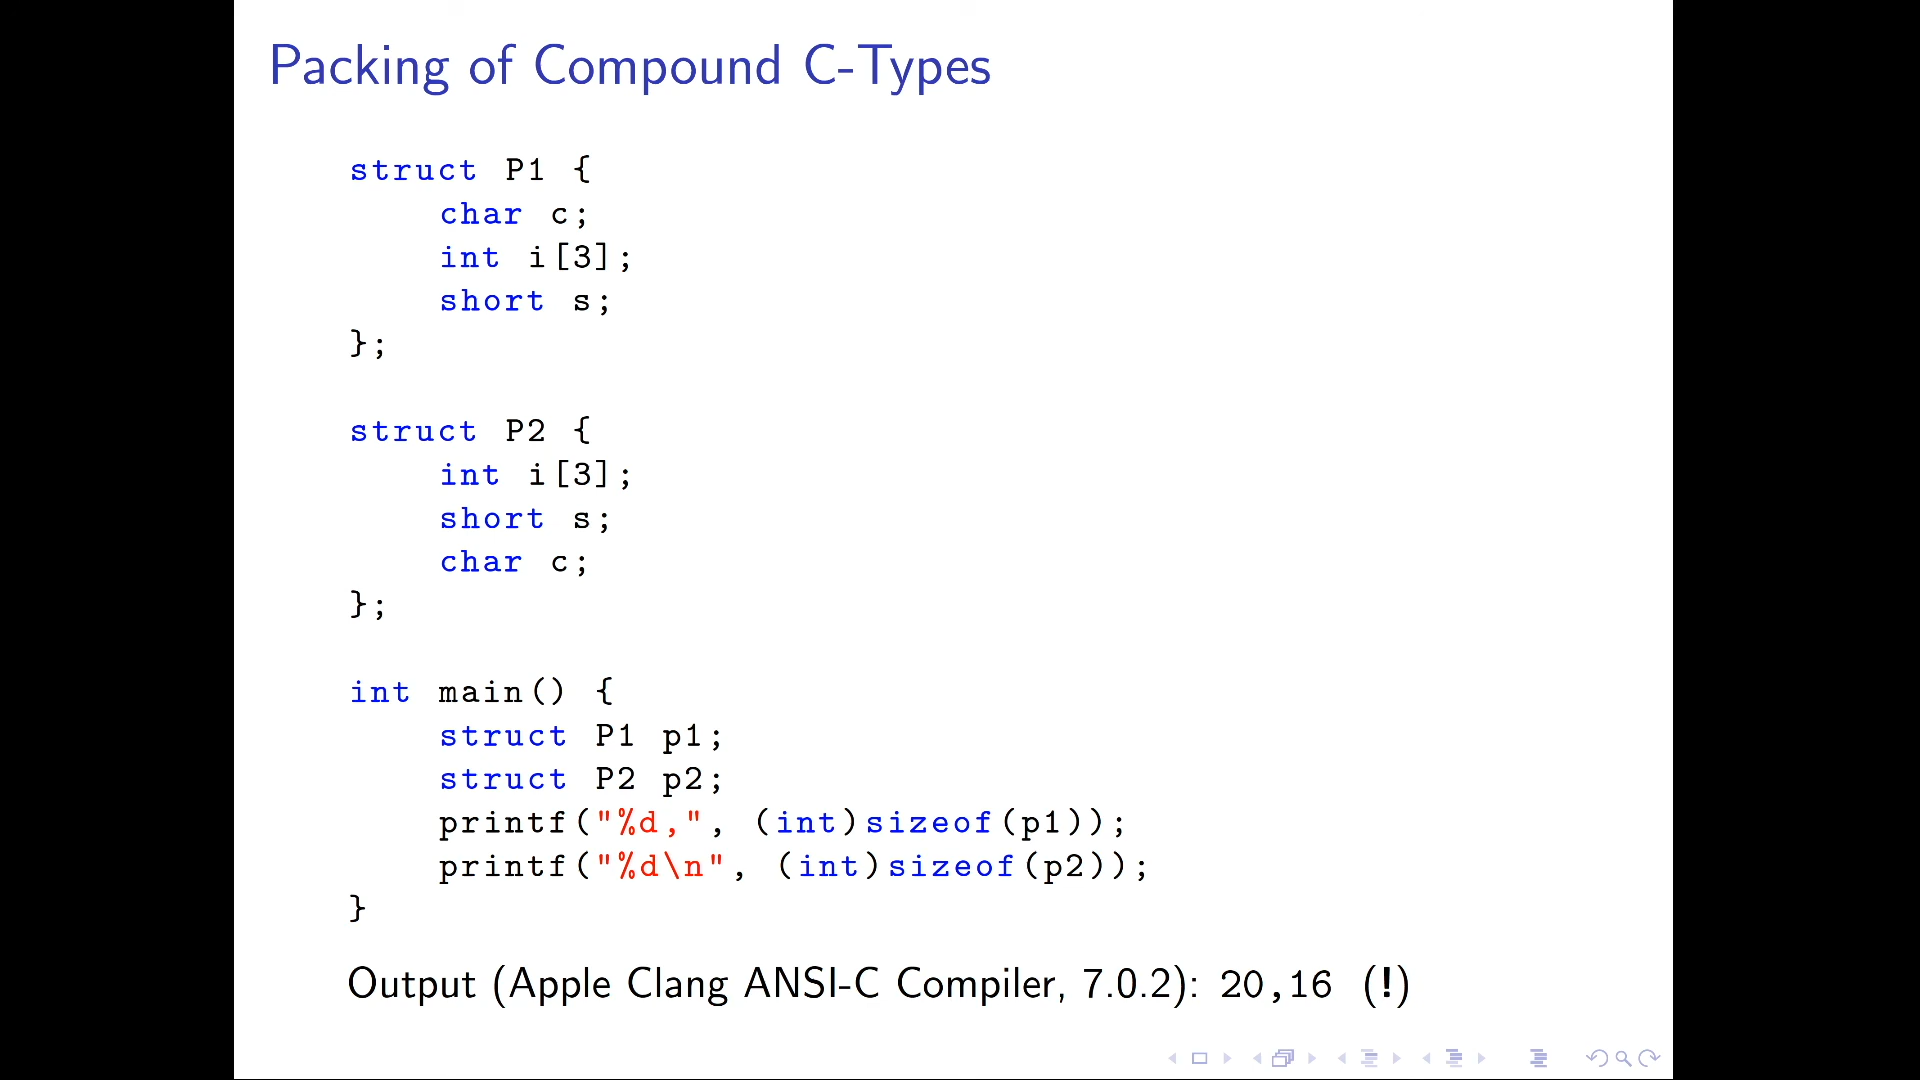 Packing of Compound C-Types
struct P1 {
char c;
int i[3];
short s;
};
struct P2 {
int i[3];
short s;
char c;
};
int main() {
struct P1 p1;
struct P2 p2;
printf("%d,", (int)sizeof(p1));
printf("%d\n", (int)sizeof(p2));
}
Output (Apple Clang ANSI-C Compiler, 7.0.2): 20,16 (!)